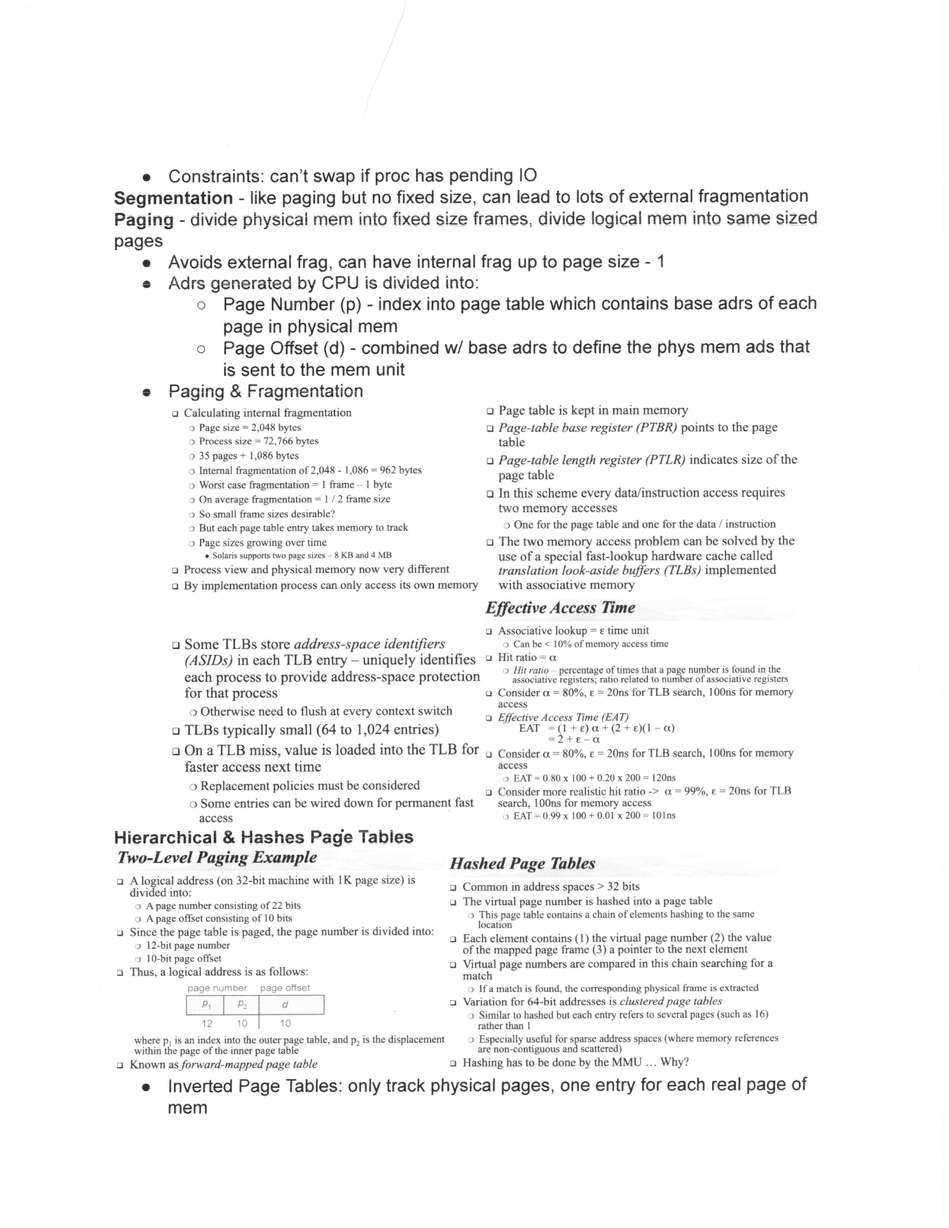 ● Constraints: can't swap if proc has pending IO
Segmentation - like paging but no fixed size, can lead to lots of external fragmentation
Paging - divide physical mem into fixed size frames, divide logical mem into same sized
pages
● Avoids external frag, can have internal frag up to page size - 1
● Adrs generated by CPU is divided into:
○ Page Number (p) - index into page table which contains base adrs of each
page in physical mem
○ Page Offset (d) - combined w/ base adrs to define the phys mem ads that
is sent to the mem unit
● Paging & Fragmentation
❑ Calculating internal fragmentation
❍ Page size = 2,048 bytes
❍ Process size = 72,766 bytes
❍ 35 pages + 1,086 bytes
❍ Internal fragmentation of 2,048 - 1,086 = 962 bytes
❍ Worst case fragmentation = 1 frame – 1 byte
❍ On average fragmentation = 1 / 2 frame size
❍ So small frame sizes desirable?
❍ But each page table entry takes memory to track
❍ Page sizes growing over time
◆ Solaris supports two page sizes – 8 KB and 4 MB
❑ Process view and physical memory now very different
❑ By implementation process can only access its own memory
❑ Page table is kept in main memory
❑ Page-table base register (PTBR) points to the page
table
❑ Page-table length register (PTLR) indicates size of the
page table
❑ In this scheme every data/instruction access requires
two memory accesses
❍ One for the page table and one for the data / instruction
❑ The two memory access problem can be solved by the
use of a special fast-lookup hardware cache called
translation look-aside buffers (TLBs) implemented
with associative memory
❑ Some TLBs store address-space identifiers
(ASIDs) in each TLB entry – uniquely identifies
each process to provide address-space protection
for that process
❍ Otherwise need to flush at every context switch
❑ TLBs typically small (64 to 1,024 entries)
❑ On a TLB miss, value is loaded into the TLB for
faster access next time
❍ Replacement policies must be considered
❍ Some entries can be wired down for permanent fast
access
Effective Access Time
❑ Associative lookup = ε time unit
❍ Can be < 10% of memory access time
❑ Hit ratio = α
❍ Hit ratio – percentage of times that a page number is found in the
associative registers; ratio related to number of associative registers
❑ Consider α = 80%, ε = 20ns for TLB search, 100ns for memory
access
❑ Effective Access Time (EAT)
EAT = (1 + ε) α + (2 + ε)(1 – α)
= 2 + ε – α
❑ Consider α = 80%, ε = 20ns for TLB search, 100ns for memory
access
❍ EAT = 0.80 x 100 + 0.20 x 200 = 120ns
❑ Consider more realistic hit ratio -> α = 99%, ε = 20ns for TLB
search, 100ns for memory access
❍ EAT = 0.99 x 100 + 0.01 x 200 = 101ns
Hierarchical & Hashes Page Tables
Two-Level Paging Example
❑ A logical address (on 32-bit machine with 1K page size) is
divided into:
❍ A page number consisting of 22 bits
❍ A page offset consisting of 10 bits
❑ Since the page table is paged, the page number is divided into:
❍ 12-bit page number
❍ 10-bit page offset
❑ Thus, a logical address is as follows:
page number page offset
p1 p2 d
12 10 10
where p1 is an index into the outer page table, and p2 is the displacement
within the page of the inner page table
❑ Known as forward-mapped page table
Hashed Page Tables
❑ Common in address spaces > 32 bits
❑ The virtual page number is hashed into a page table
❍ This page table contains a chain of elements hashing to the same
location
❑ Each element contains (1) the virtual page number (2) the value
of the mapped page frame (3) a pointer to the next element
❑ Virtual page numbers are compared in this chain searching for a
match
❍ If a match is found, the corresponding physical frame is extracted
❑ Variation for 64-bit addresses is clustered page tables
❍ Similar to hashed but each entry refers to several pages (such as 16)
rather than 1
❍ Especially useful for sparse address spaces (where memory references
are non-contiguous and scattered)
❑ Hashing has to be done by the MMU … Why?
● Inverted Page Tables: only track physical pages, one entry for each real page of
mem